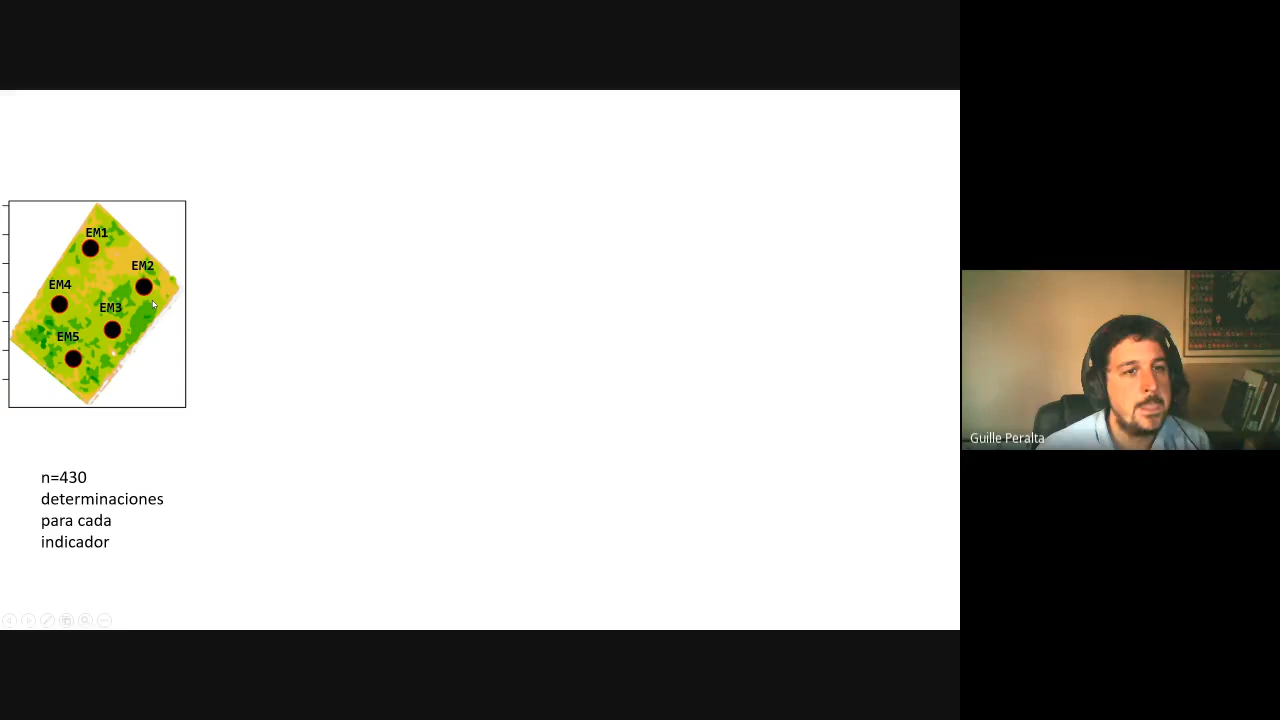 EM1
EM2
EM4
EM3
EM5
n=430
determinaciones
para cada
indicador
Guille Peralta